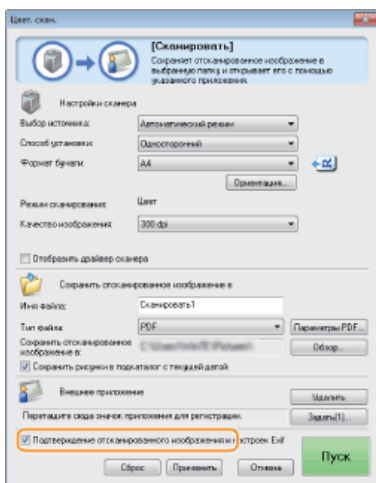 Цвет. скан.
[Сканировать]
Сохраняет отсканированное изображение в
выбранную папку и открывает его с помощью
указанного приложения.
Настройки сканера
Выбор источника: Автоматический режим
Способ установки: Односторонний
Формат бумаги: A4
Ориентация...
Режим сканирования: Цвет
Качество изображения: 300 dpi
Отобразить драйвер сканера
Сохранить отсканированное изображение в
Имя файла: Сканировать1
Тип файла: PDF Параметры PDF...
Сохранить отсканированное
изображение в: Обзор...
Сохранить рисунки в подкаталог с текущей датой
Внешнее приложение Удалить
Перетащите сюда значок приложения для регистрации. Задать(1)...
Подтверждение отсканированного изображения и настроек Exif
Сброс Применить Отмена Пуск